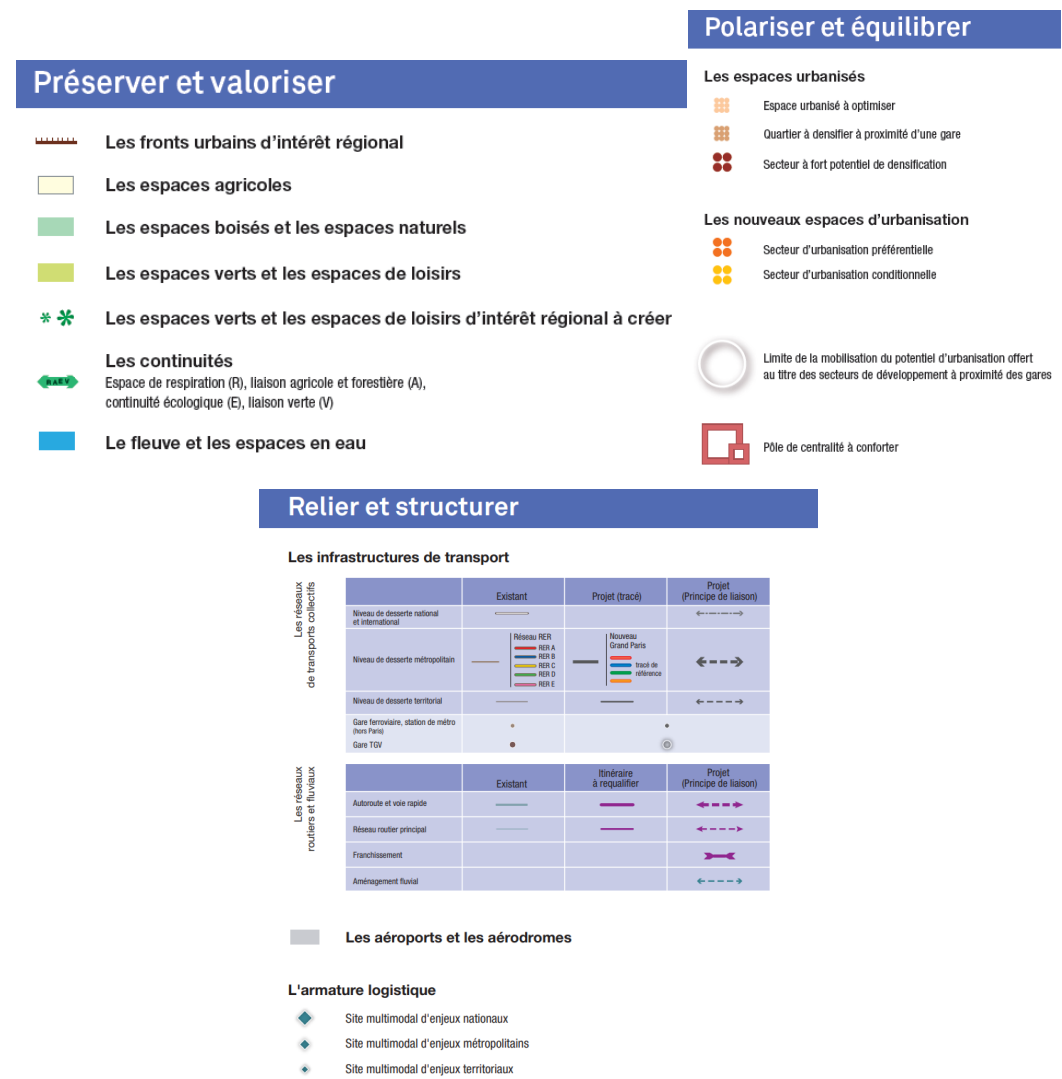 Préserver et valoriser
Les fronts urbains d’intérêt régional
Les espaces agricoles
Les espaces boisés et les espaces naturels
Les espaces verts et les espaces de loisirs
Les espaces verts et les espaces de loisirs d’intérêt régional à créer
Les continuités
R A E V
Espace de respiration (R), liaison agricole et forestière (A),
continuité écologique (E), liaison verte (V)
Le fleuve et les espaces en eau
Polariser et équilibrer
Les espaces urbanisés
Espace urbanisé à optimiser
Quartier à densifier à proximité d’une gare
Secteur à fort potentiel de densification
Les nouveaux espaces d’urbanisation
Secteur d’urbanisation préférentielle
Secteur d’urbanisation conditionnelle
Limite de la mobilisation du potentiel d’urbanisation offert
au titre des secteurs de développement à proximité des gares
Pôle de centralité à conforter
Relier et structurer
Les infrastructures de transport
Les réseaux
de transports collectifs
Existant
Projet (tracé)
Projet
(Principe de liaison)
Niveau de desserte national
et international
Niveau de desserte métropolitain
Réseau RER
RER A
RER B
RER C
RER D
RER E
Nouveau
Grand Paris
tracé de
référence
Niveau de desserte territorial
Gare ferroviaire, station de métro
(hors Paris)
Gare TGV
Les réseaux
routiers et fluviaux
Existant
Itinéraire
à requalifier
Projet
(Principe de liaison)
Autoroute et voie rapide
Réseau routier principal
Franchissement
Aménagement fluvial
Les aéroports et les aérodromes
L'armature logistique
Site multimodal d'enjeux nationaux
Site multimodal d'enjeux métropolitains
Site multimodal d'enjeux territoriaux